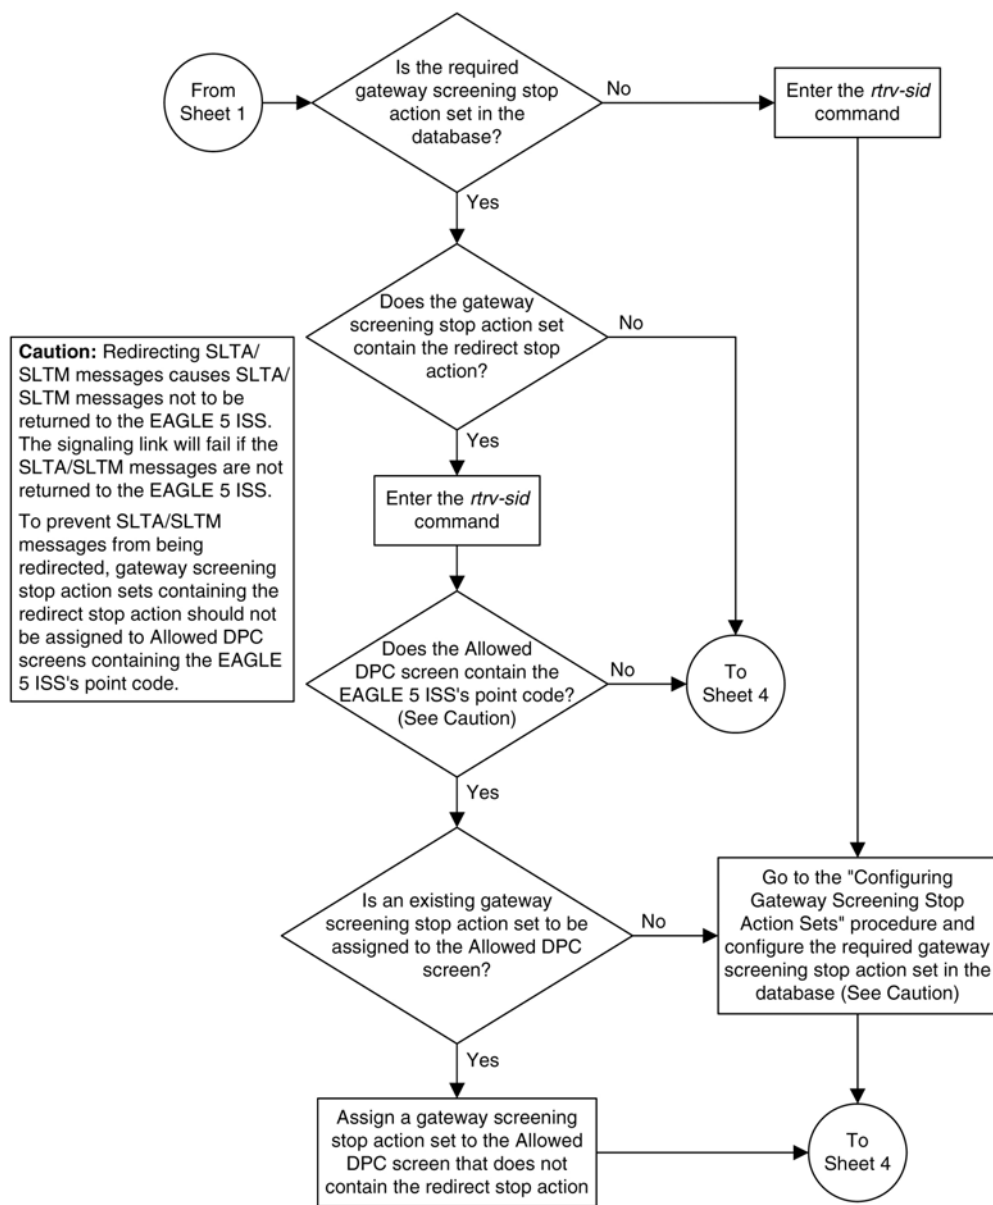 From
Sheet 1
Is the required
gateway screening stop
action set in the
database?
No
Enter the rtrv-sid
command
Yes
Does the gateway
screening stop action set
contain the redirect stop
action?
No
Caution: Redirecting SLTA/
SLTM messages causes SLTA/
SLTM messages not to be
returned to the EAGLE 5 ISS.
The signaling link will fail if the
SLTA/SLTM messages are not
returned to the EAGLE 5 ISS.
To prevent SLTA/SLTM
messages from being
redirected, gateway screening
stop action sets containing the
redirect stop action should not
be assigned to Allowed DPC
screens containing the EAGLE
5 ISS's point code.
Yes
Enter the rtrv-sid
command
Does the Allowed
DPC screen contain the
EAGLE 5 ISS's point code?
(See Caution)
No
To
Sheet 4
Yes
Is an existing gateway
screening stop action set to be
assigned to the Allowed DPC
screen?
No
Go to the "Configuring
Gateway Screening Stop
Action Sets" procedure and
configure the required gateway
screening stop action set in the
database (See Caution)
Yes
Assign a gateway screening
stop action set to the Allowed
DPC screen that does not
contain the redirect stop action
To
Sheet 4